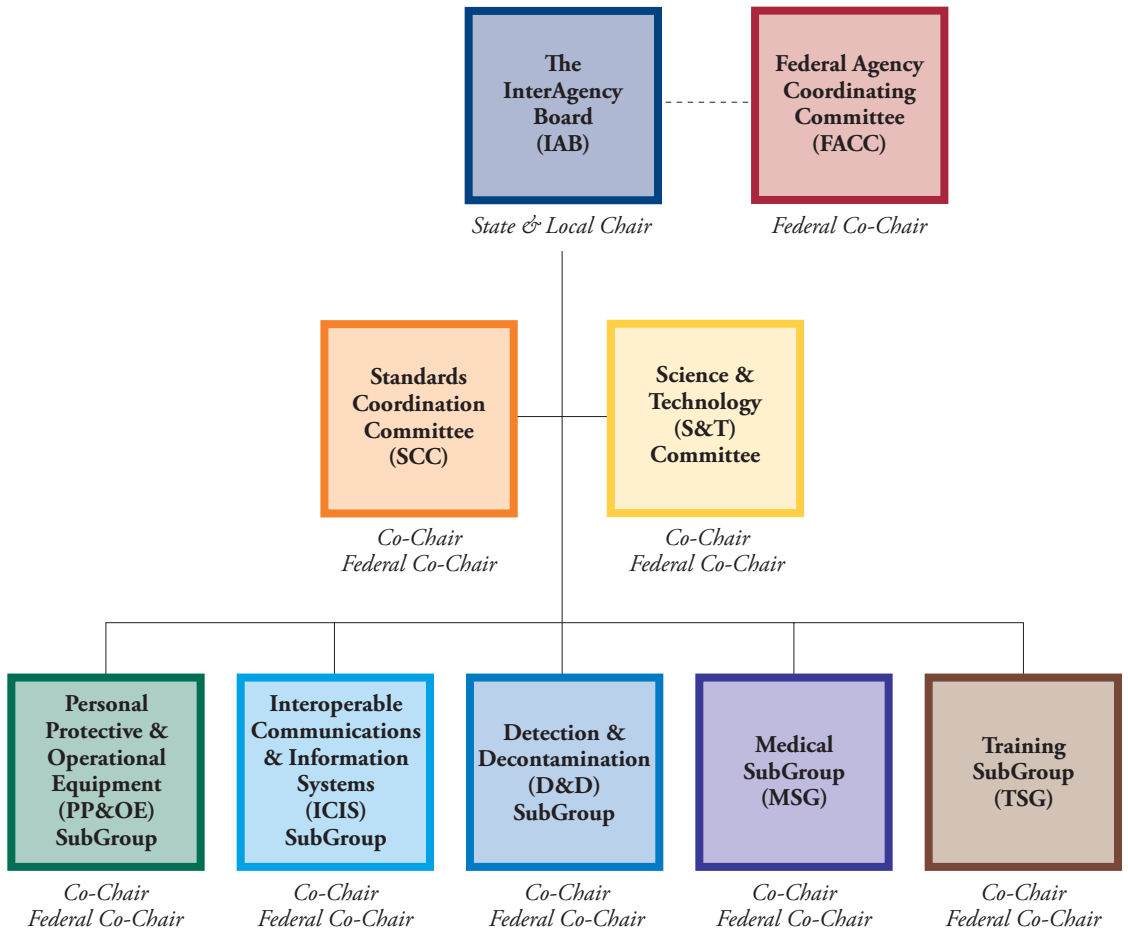 The
InterAgency
Board
(IAB)
State & Local Chair
Federal Agency
Coordinating
Committee
(FACC)
Federal Co-Chair
Standards
Coordination
Committee
(SCC)
Co-Chair
Federal Co-Chair
Science &
Technology
(S&T)
Committee
Co-Chair
Federal Co-Chair
Personal
Protective &
Operational
Equipment
(PP&OE)
SubGroup
Co-Chair
Federal Co-Chair
Interoperable
Communications
& Information
Systems
(ICIS)
SubGroup
Co-Chair
Federal Co-Chair
Detection &
Decontamination
(D&D)
SubGroup
Co-Chair
Federal Co-Chair
Medical
SubGroup
(MSG)
Co-Chair
Federal Co-Chair
Training
SubGroup
(TSG)
Co-Chair
Federal Co-Chair